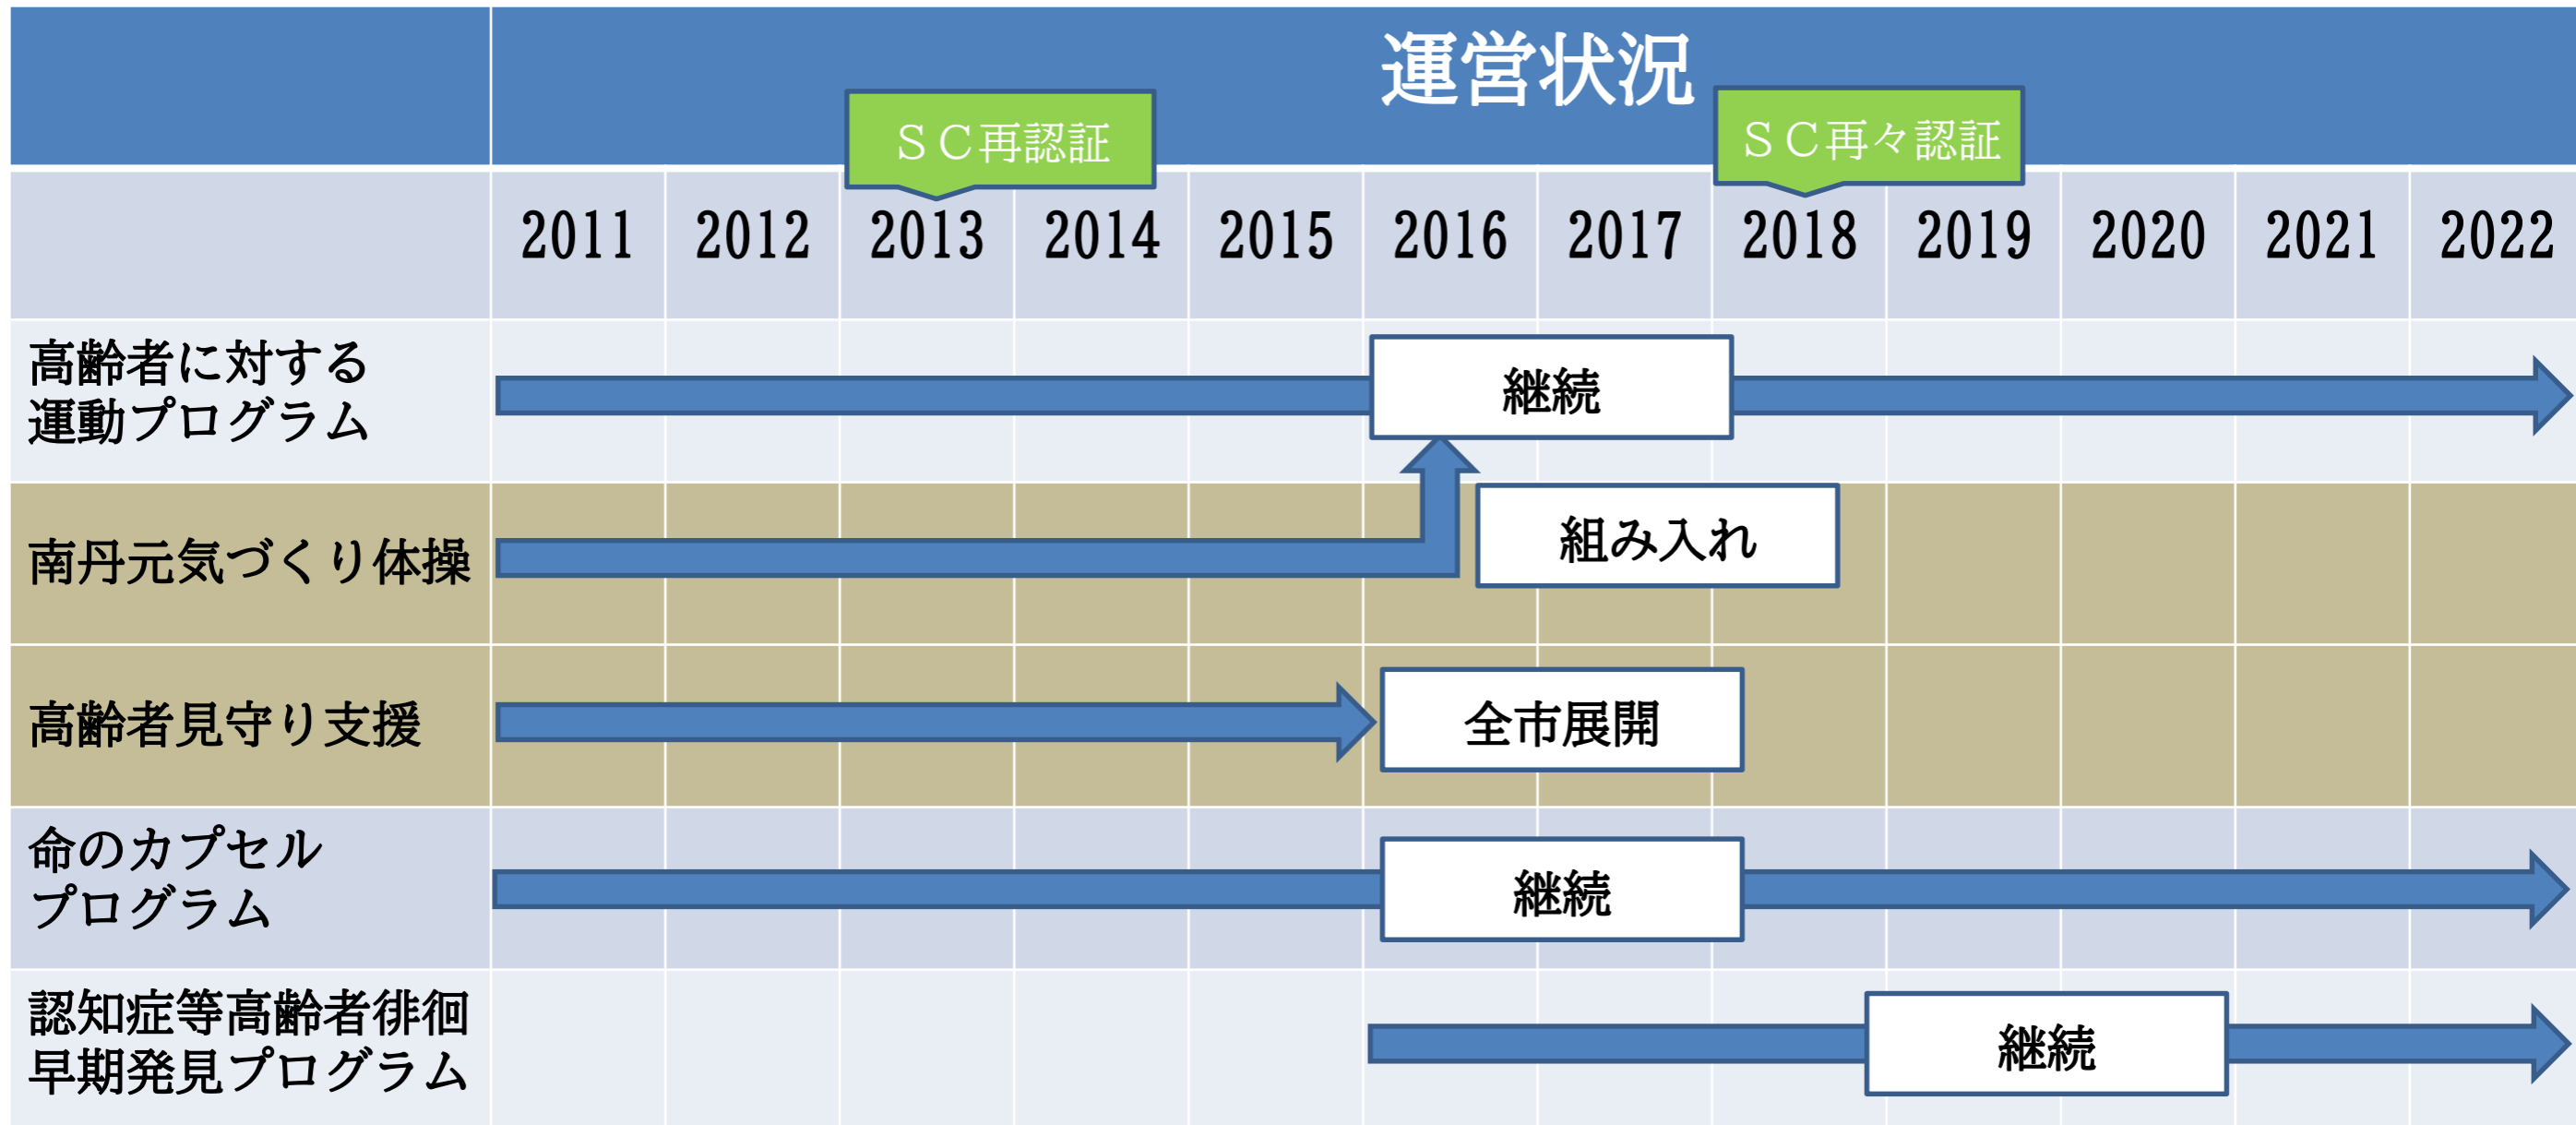 運営状況
ＳＣ再認証
ＳＣ再々認証
2011 2012 2013 2014 2015 2016 2017 2018 2019 2020 2021 2022
高齢者に対する
運動プログラム
継続
南丹元気づくり体操
組み入れ
高齢者見守り支援
全市展開
命のカプセル
プログラム
継続
認知症等高齢者徘徊
早期発見プログラム
継続